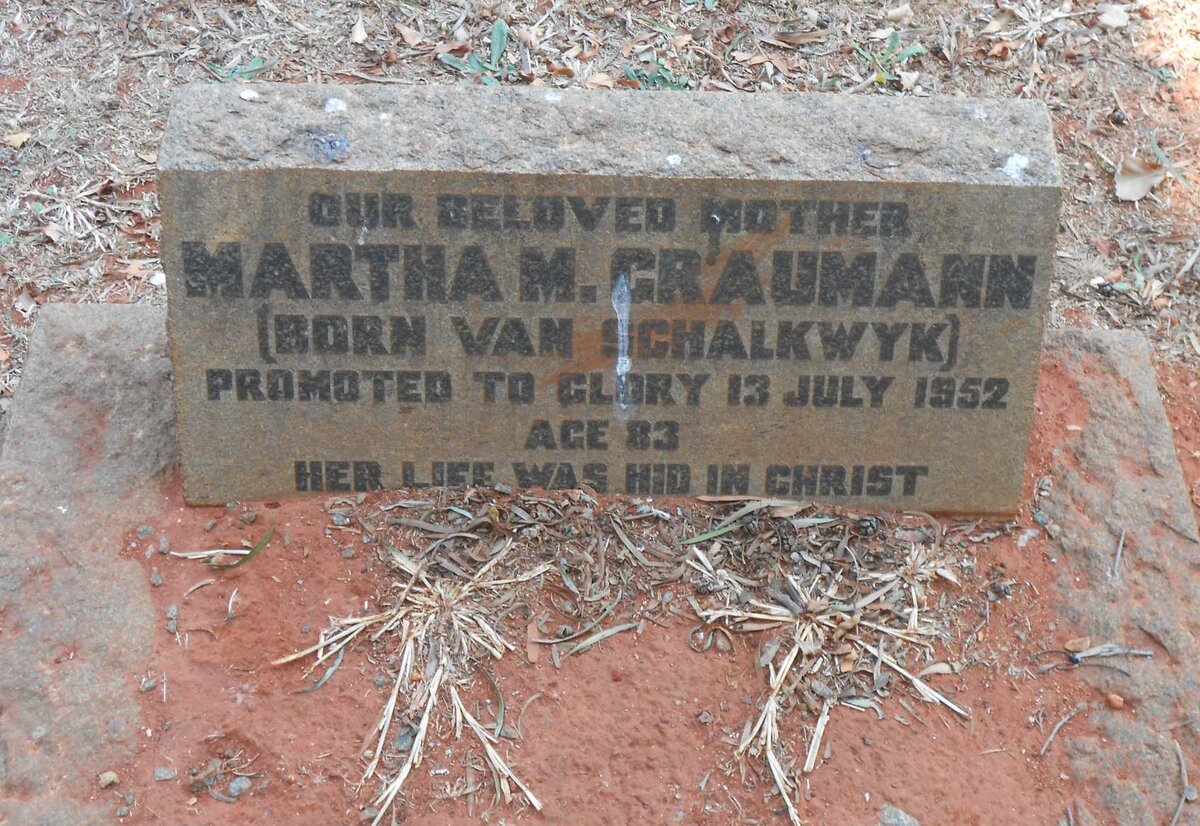 OUR BELOVED MOTHER
MARTHA M. GRAUMANN
(BORN VAN SCHALKWYK)
PROMOTED TO GLORY 13 JULY 1952
AGE 83
HER LIFE WAS HID IN CHRIST